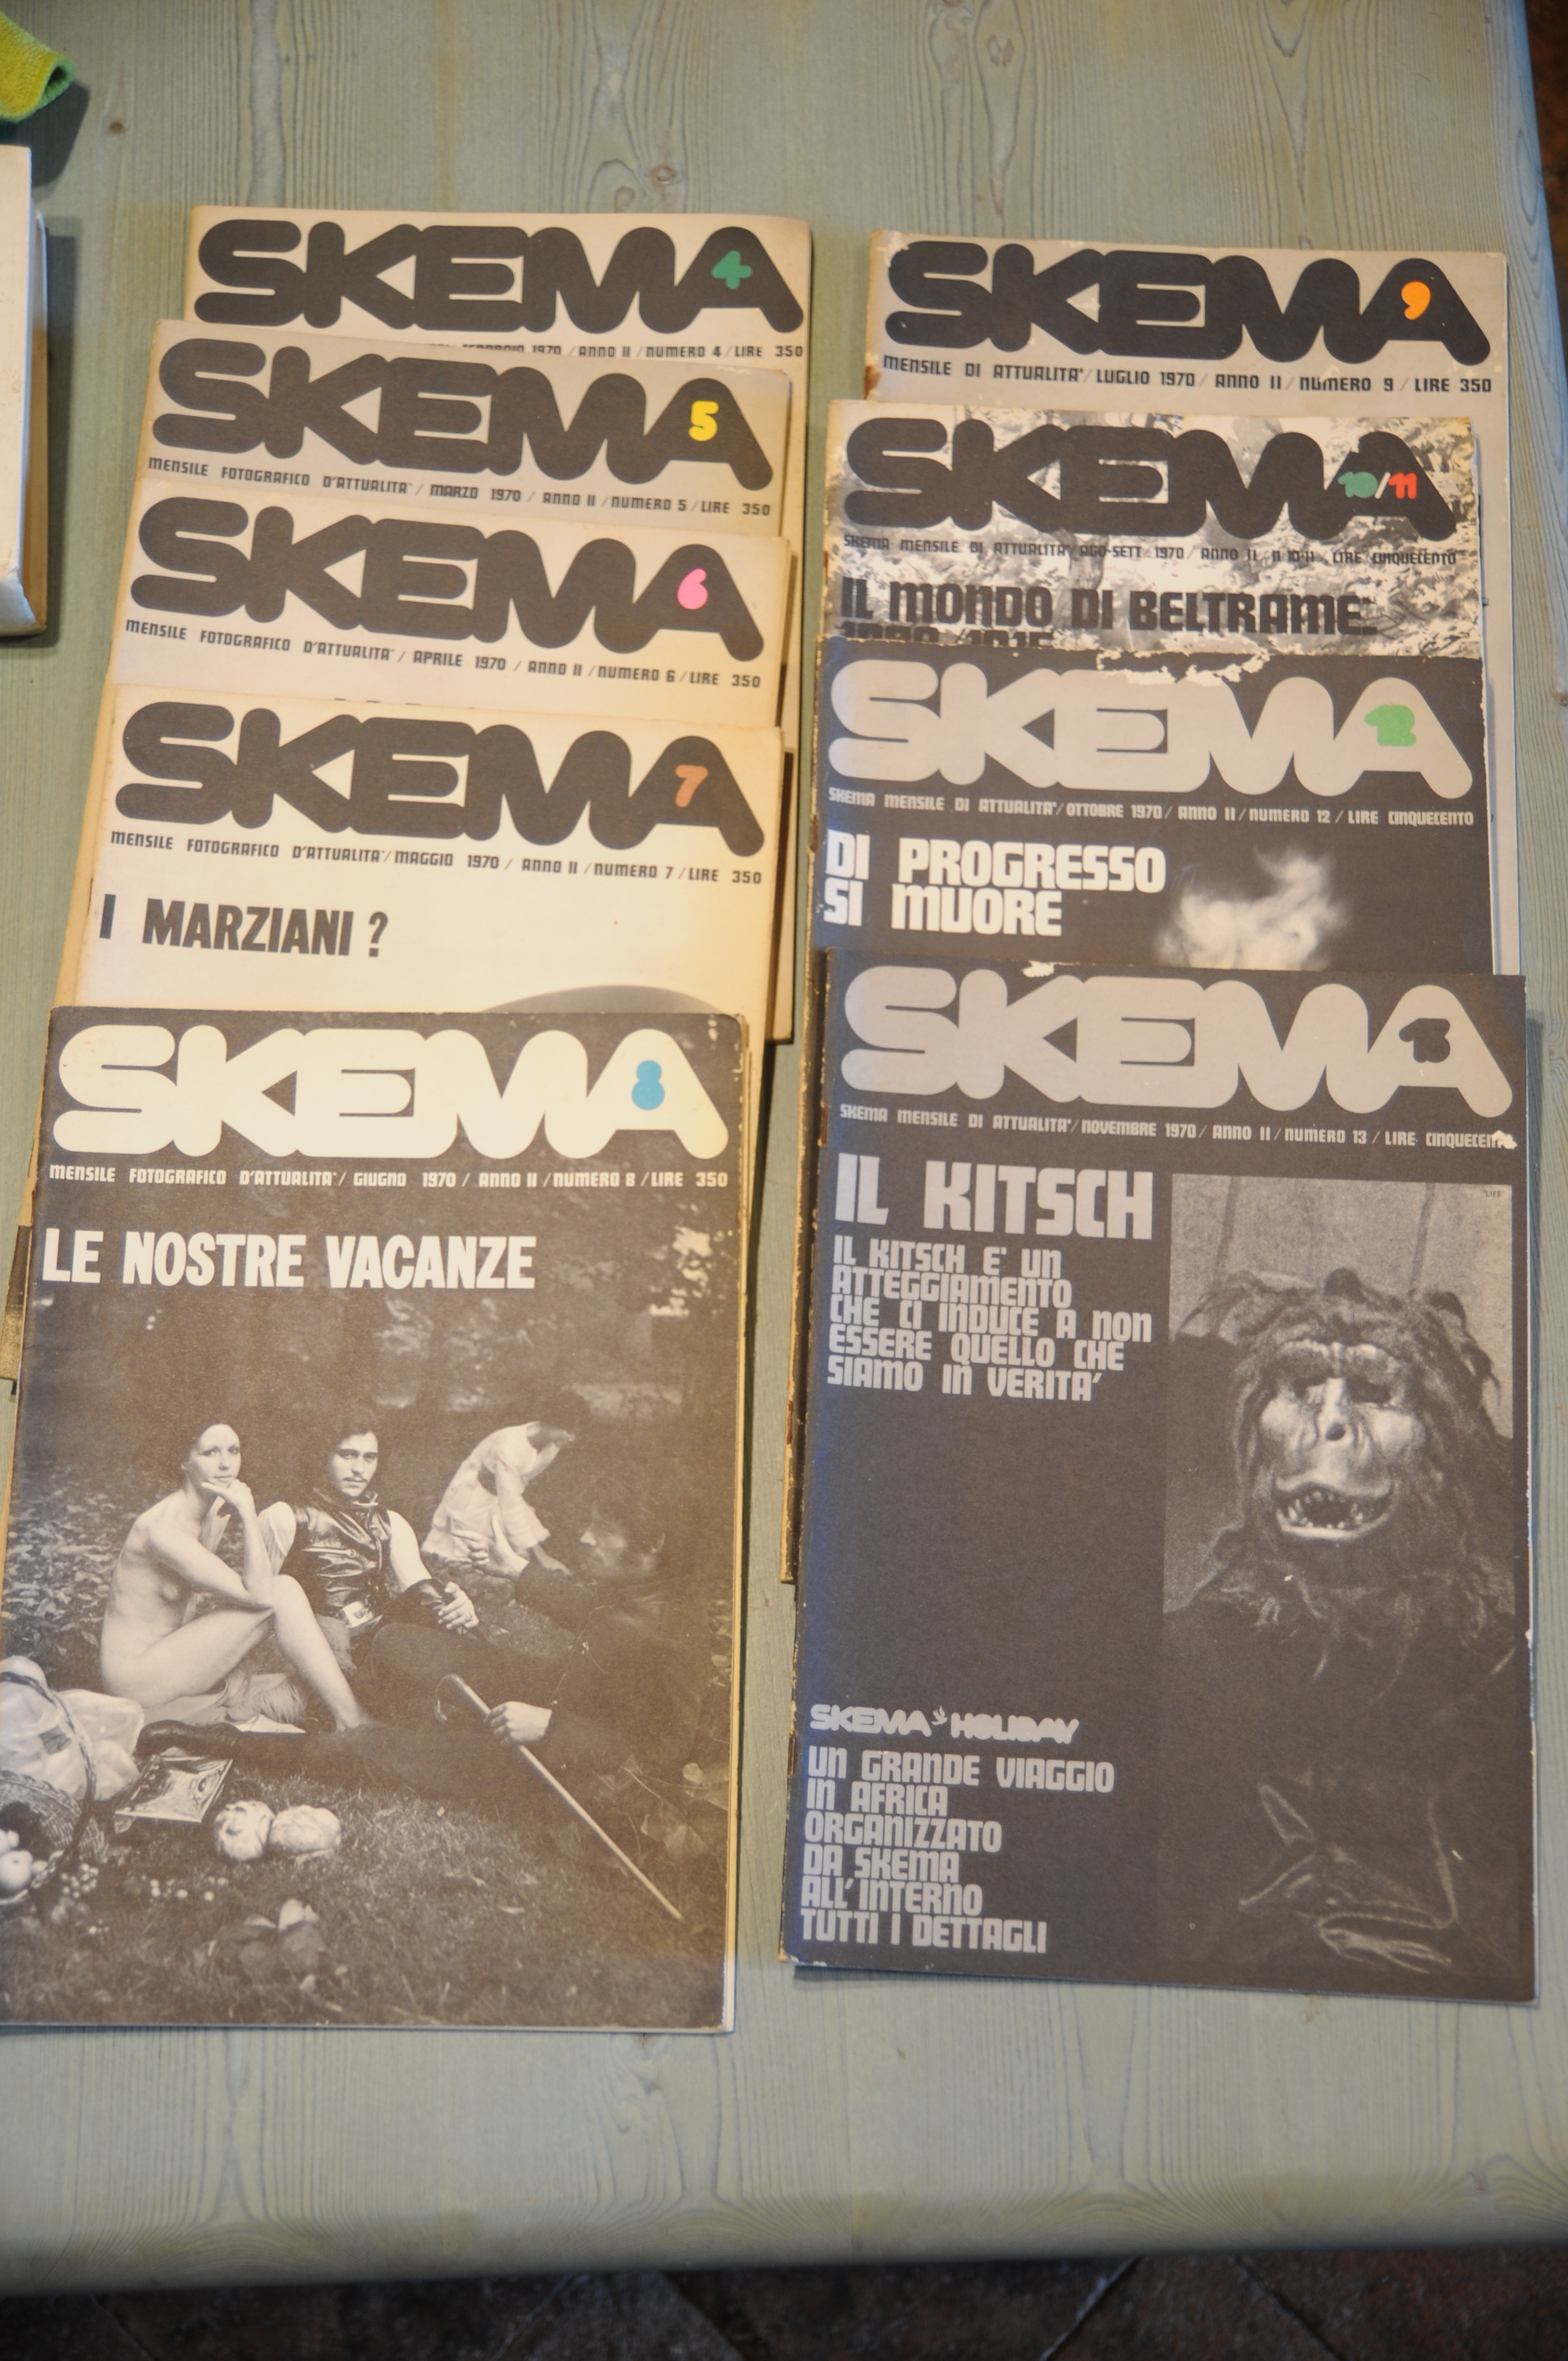 SKEMA 4
FEBBRAIO 1970 / ANNO II / NUMERO 4 / LIRE 350
SKEMA 5
MENSILE FOTOGRAFICO D'ATTUALITA' / MARZO 1970 / ANNO II / NUMERO 5 / LIRE 350
SKEMA 6
MENSILE FOTOGRAFICO D'ATTUALITA' / APRILE 1970 / ANNO II / NUMERO 6 / LIRE 350
SKEMA 7
MENSILE FOTOGRAFICO D'ATTUALITA' / MAGGIO 1970 / ANNO II / NUMERO 7 / LIRE 350
I MARZIANI ?
SKEMA 8
MENSILE FOTOGRAFICO D'ATTUALITA' / GIUGNO 1970 / ANNO II / NUMERO 8 / LIRE 350
LE NOSTRE VACANZE
SKEMA 9
MENSILE DI ATTUALITA' / LUGLIO 1970 / ANNO II / NUMERO 9 / LIRE 350
SKEMA 10/11
SKEMA MENSILE DI ATTUALITA' AGO-SETT 1970 / ANNO II / N 10-11 / LIRE CINQUECENTO
IL MONDO DI BELTRAME.
SKEMA 12
SKEMA MENSILE DI ATTUALITA' / OTTOBRE 1970 / ANNO II / NUMERO 12 / LIRE CINQUECENTO
DI PROGRESSO
SI MUORE
SKEMA 13
SKEMA MENSILE DI ATTUALITA' / NOVEMBRE 1970 / ANNO II / NUMERO 13 / LIRE CINQUECENTO
IL KITSCH
IL KITSCH E' UN
ATTEGGIAMENTO
CHE CI INDUCE A NON
ESSERE QUELLO CHE
SIAMO IN VERITA'
SKEMA HOLIDAY
UN GRANDE VIAGGIO
IN AFRICA
ORGANIZZATO
DA SKEMA
ALL'INTERNO
TUTTI I DETTAGLI